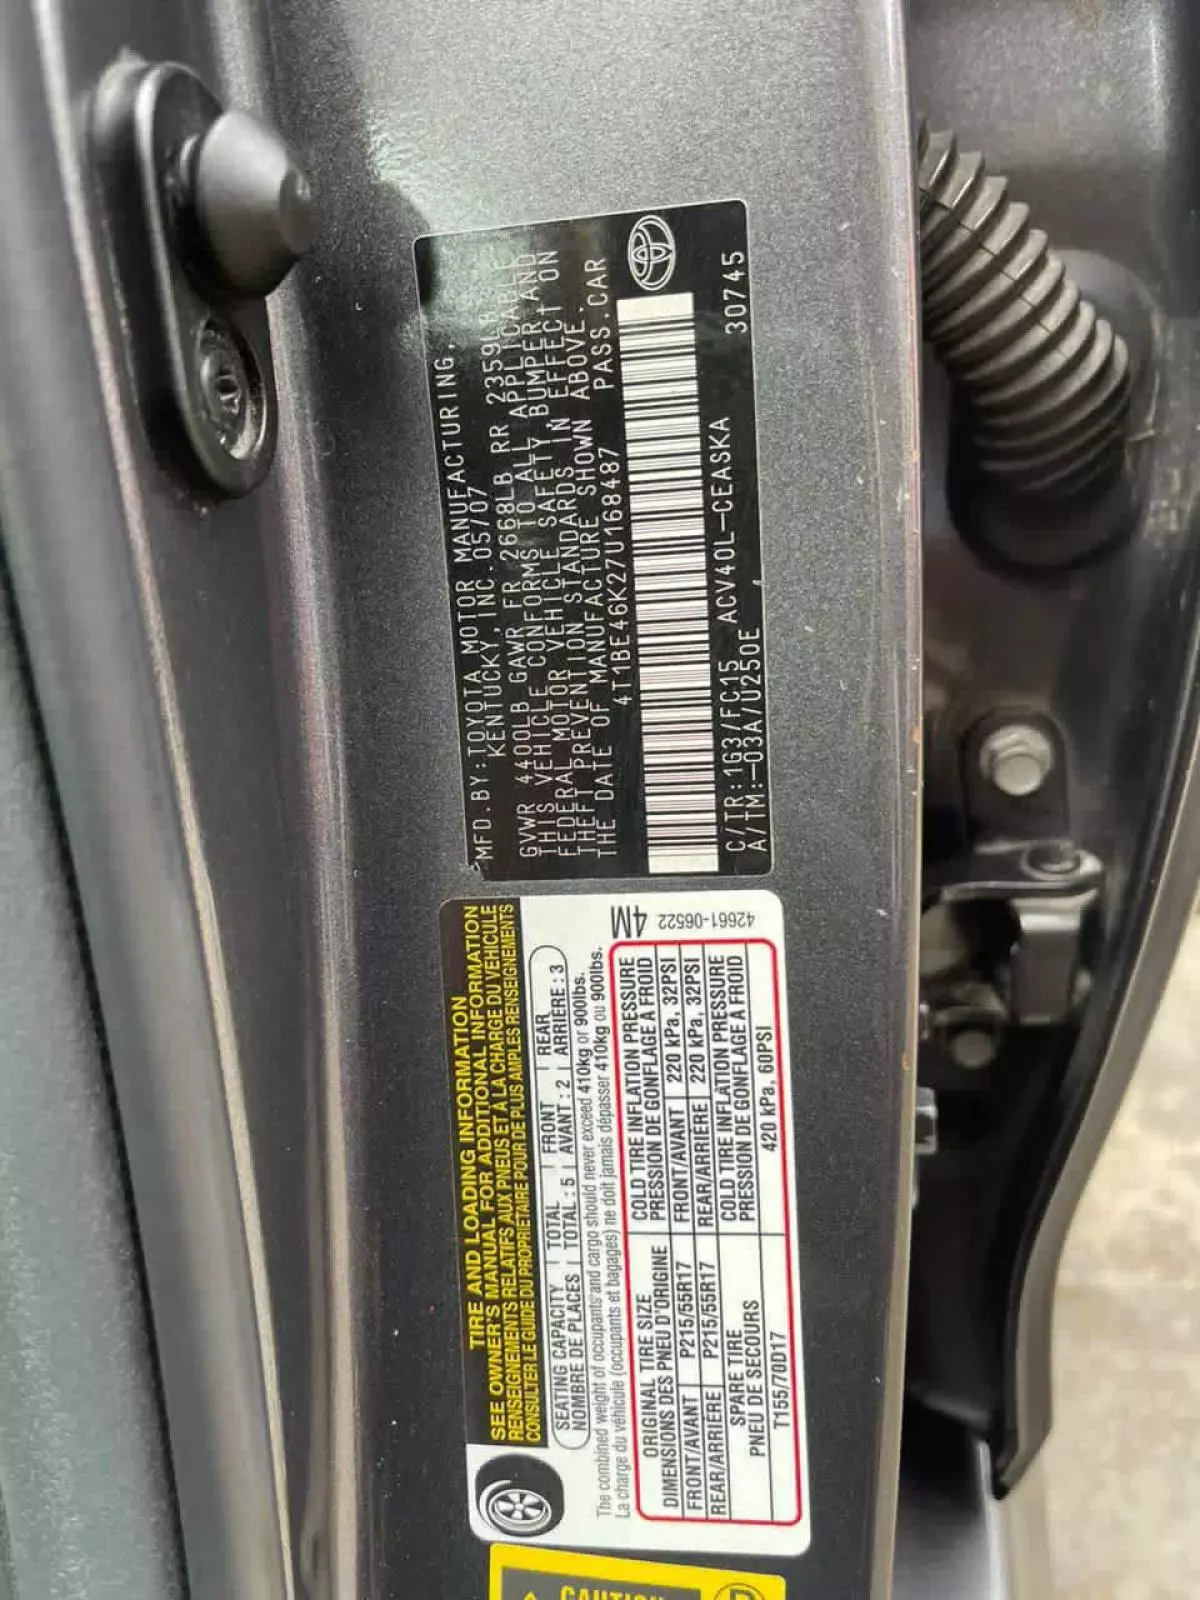 MFD.BY:TOYOTA MOTOR MANUFACTURING,
KENTUCKY, INC. 05/07
GVWR 4400LB GAWR FR 2668LB RR 2359LB
THIS VEHICLE CONFORMS TO ALL APPLICABLE
FEDERAL MOTOR VEHICLE SAFETY, BUMPER, AND
THEFT PREVENTION STANDARDS IN EFFECT ON
THE DATE OF MANUFACTURE SHOWN ABOVE.
4T1BE46K27U168487 PASS.CAR
C/TR:1G3/FC15 ACV40L-CEASKA
A/TM:-03A/U250E 30745
TIRE AND LOADING INFORMATION
SEE OWNER'S MANUAL FOR ADDITIONAL INFORMATION
RENSEIGNEMENTS RELATIFS AUX PNEUS ET À LA CHARGE DU VÉHICULE
CONSULTER LE GUIDE DU PROPRIETAIRE POUR DE PLUS AMPLES RENSEIGNEMENTS
SEATING CAPACITY TOTAL FRONT REAR
NOMBRE DE PLACES TOTAL : 5 AVANT : 2 ARRIÈRE : 3
The combined weight of occupants and cargo should never exceed 410kg or 900lbs.
La charge du véhicule (occupants et bagages) ne doit jamais dépasser 410kg ou 900lbs.
4M
42661-06522
ORIGINAL TIRE SIZE COLD TIRE INFLATION PRESSURE
DIMENSIONS DES PNEU D'ORIGINE PRESSION DE GONFLAGE À FROID
FRONT/AVANT P215/55R17 FRONT/AVANT 220 kPa, 32PSI
REAR/ARRIÈRE P215/55R17 REAR/ARRIÈRE 220 kPa, 32PSI
SPARE TIRE COLD TIRE INFLATION PRESSURE
PNEU DE SECOURS PRESSION DE GONFLAGE À FROID
T155/70D17 420 kPa, 60PSI
CAUTION